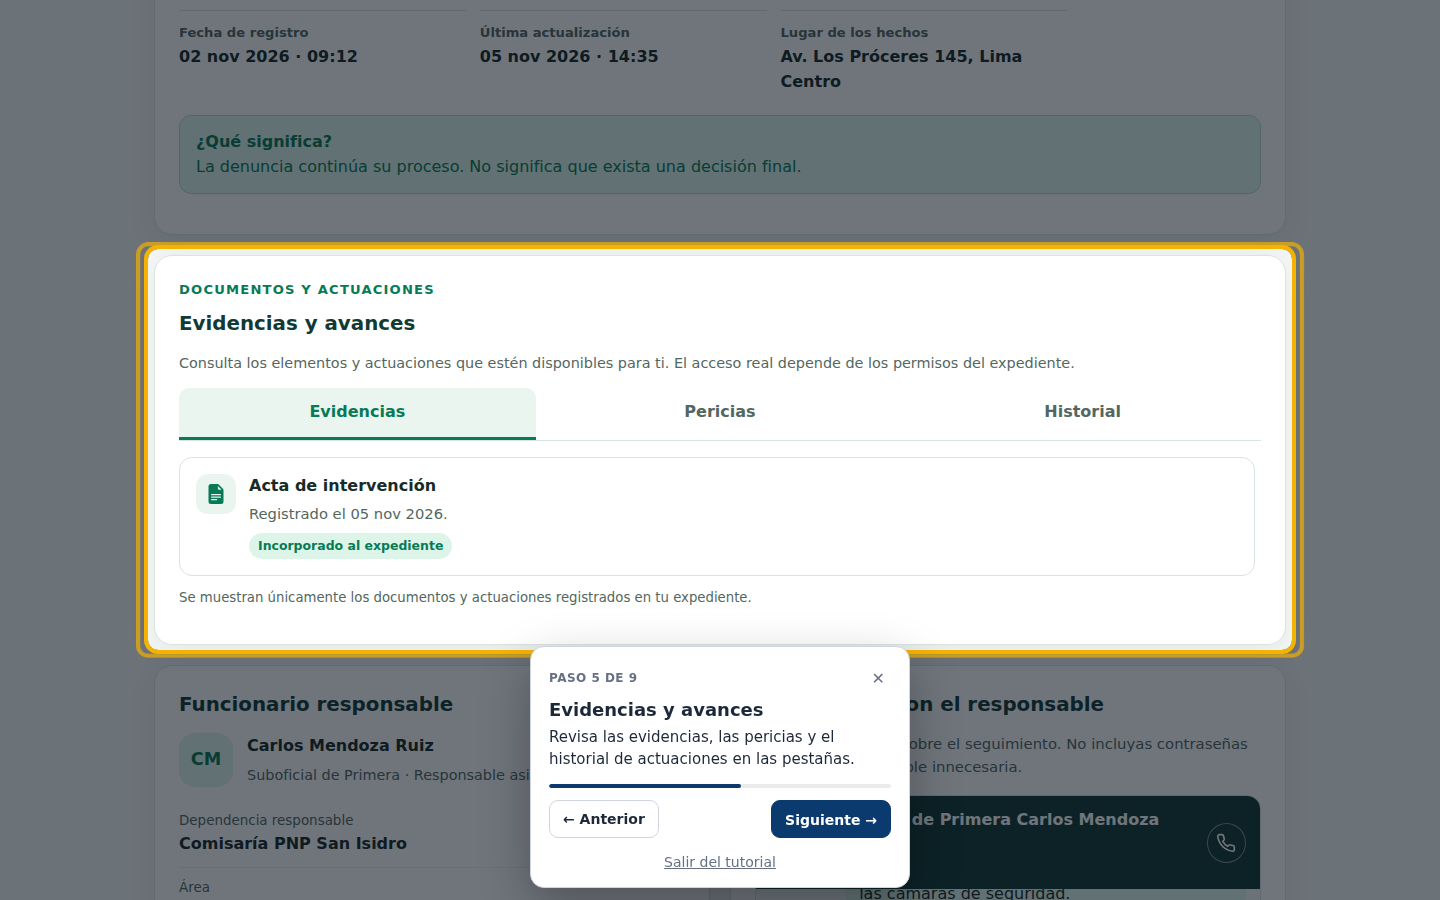 Fecha de registro
02 nov 2026 · 09:12
Última actualización
05 nov 2026 · 14:35
Lugar de los hechos
Av. Los Próceres 145, Lima
Centro
¿Qué significa?
La denuncia continúa su proceso. No significa que exista una decisión final.
DOCUMENTOS Y ACTUACIONES
Evidencias y avances
Consulta los elementos y actuaciones que estén disponibles para ti. El acceso real depende de los permisos del expediente.
Evidencias
Pericias
Historial
Acta de intervención
Registrado el 05 nov 2026.
Incorporado al expediente
Se muestran únicamente los documentos y actuaciones registrados en tu expediente.
Funcionario responsable
CM
Carlos Mendoza Ruiz
Suboficial de Primera · Responsable asi
Dependencia responsable
Comisaría PNP San Isidro
Área
PASO 5 DE 9
✕
Evidencias y avances
Revisa las evidencias, las pericias y el
historial de actuaciones en las pestañas.
← Anterior
Siguiente →
Salir del tutorial
on el responsable
obre el seguimiento. No incluyas contraseñas
ble innecesaria.
de Primera Carlos Mendoza
las cámaras de seguridad.